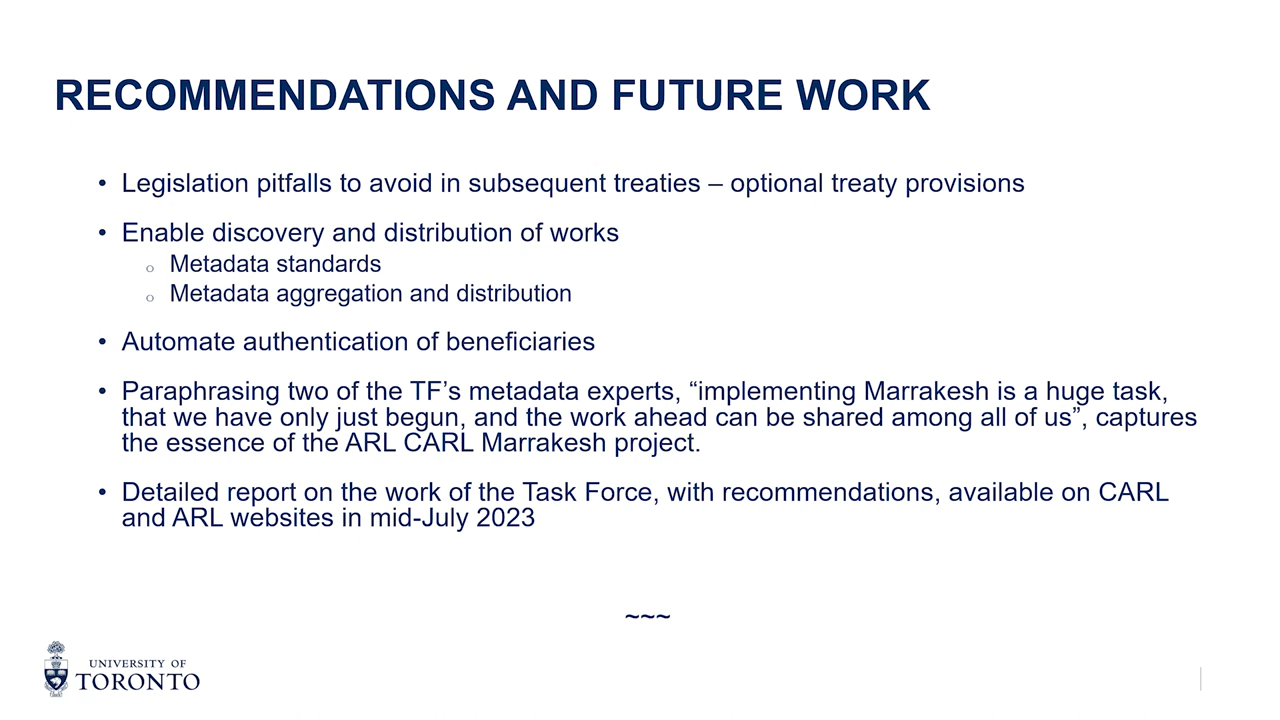 RECOMMENDATIONS AND FUTURE WORK
• Legislation pitfalls to avoid in subsequent treaties – optional treaty provisions
• Enable discovery and distribution of works
o Metadata standards
o Metadata aggregation and distribution
• Automate authentication of beneficiaries
• Paraphrasing two of the TF’s metadata experts, “implementing Marrakesh is a huge task,
that we have only just begun, and the work ahead can be shared among all of us”, captures
the essence of the ARL CARL Marrakesh project.
• Detailed report on the work of the Task Force, with recommendations, available on CARL
and ARL websites in mid-July 2023
~~~
UNIVERSITY OF
TORONTO